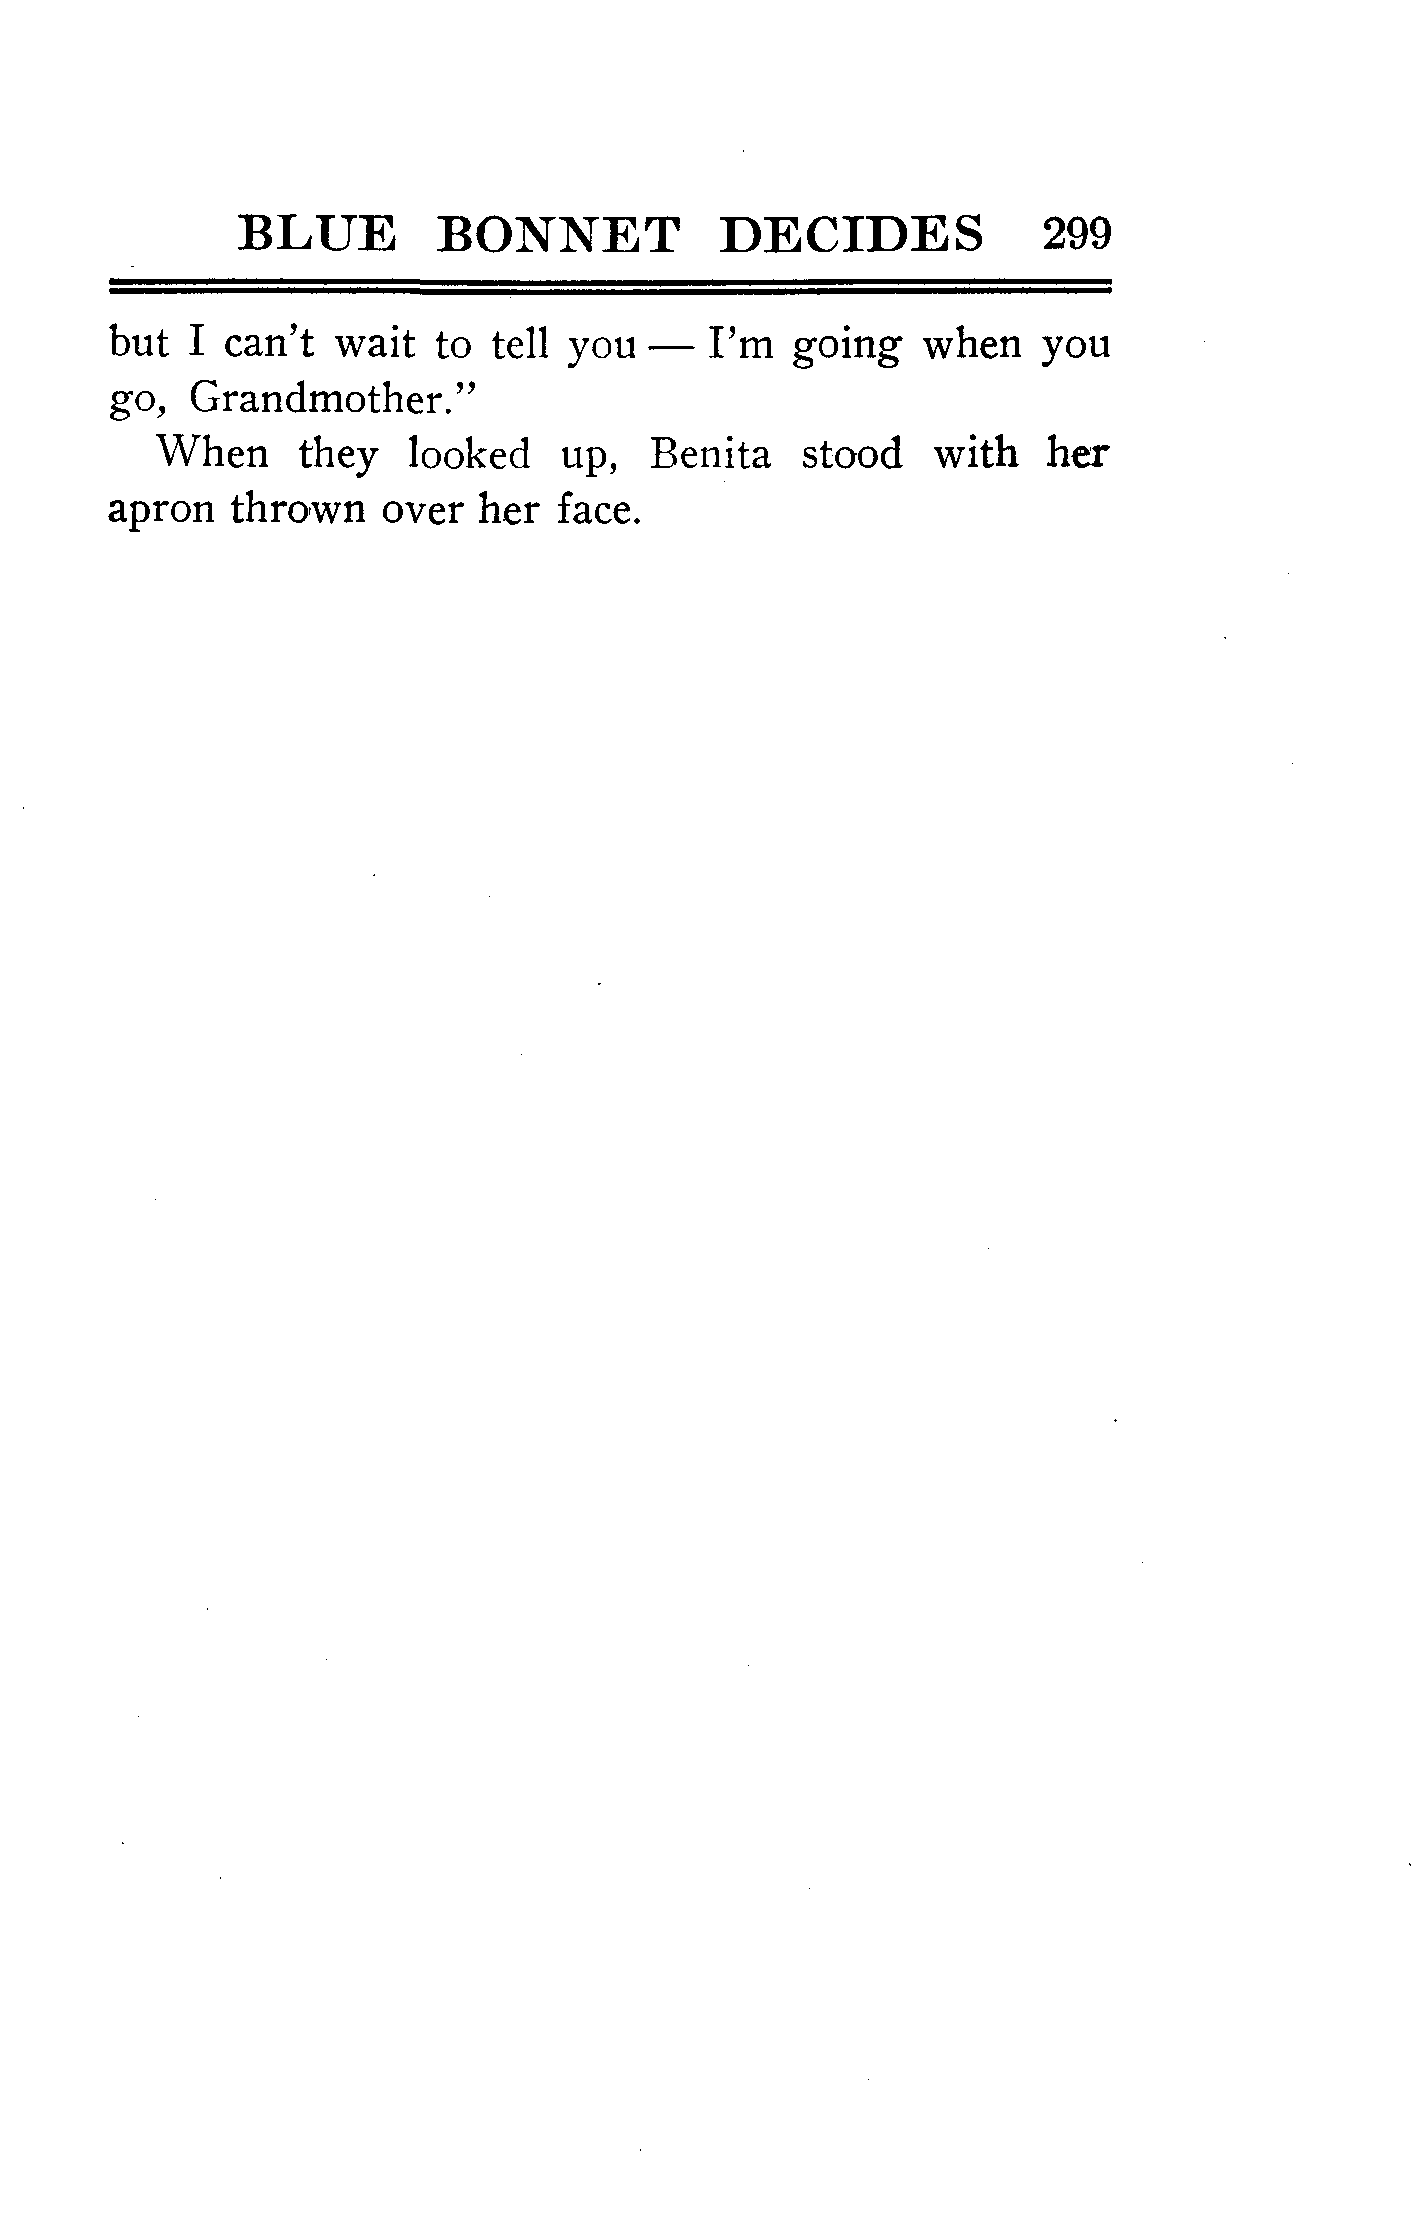 BLUE BONNET DECIDES 299
but I can't wait to tell you — I'm going when you
go, Grandmother.”
When they looked up, Benita stood with her
apron thrown over her face.